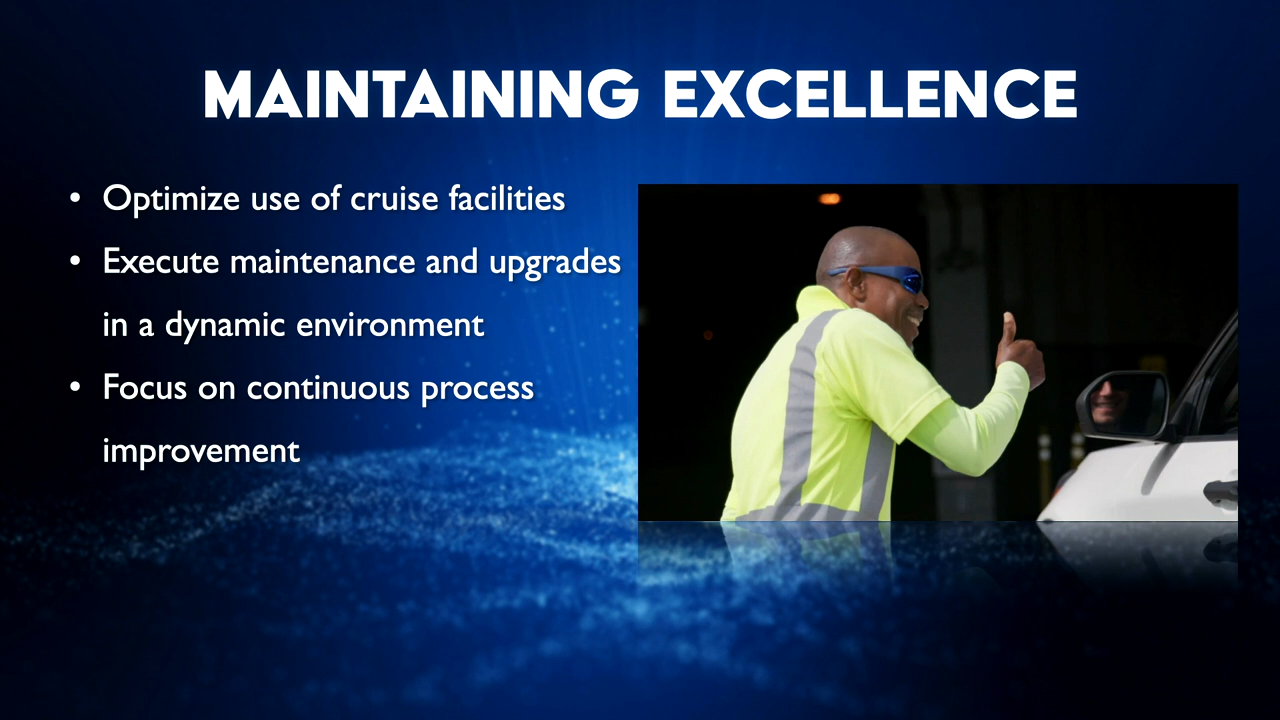 MAINTAINING EXCELLENCE
• Optimize use of cruise facilities
• Execute maintenance and upgrades
in a dynamic environment
• Focus on continuous process
improvement